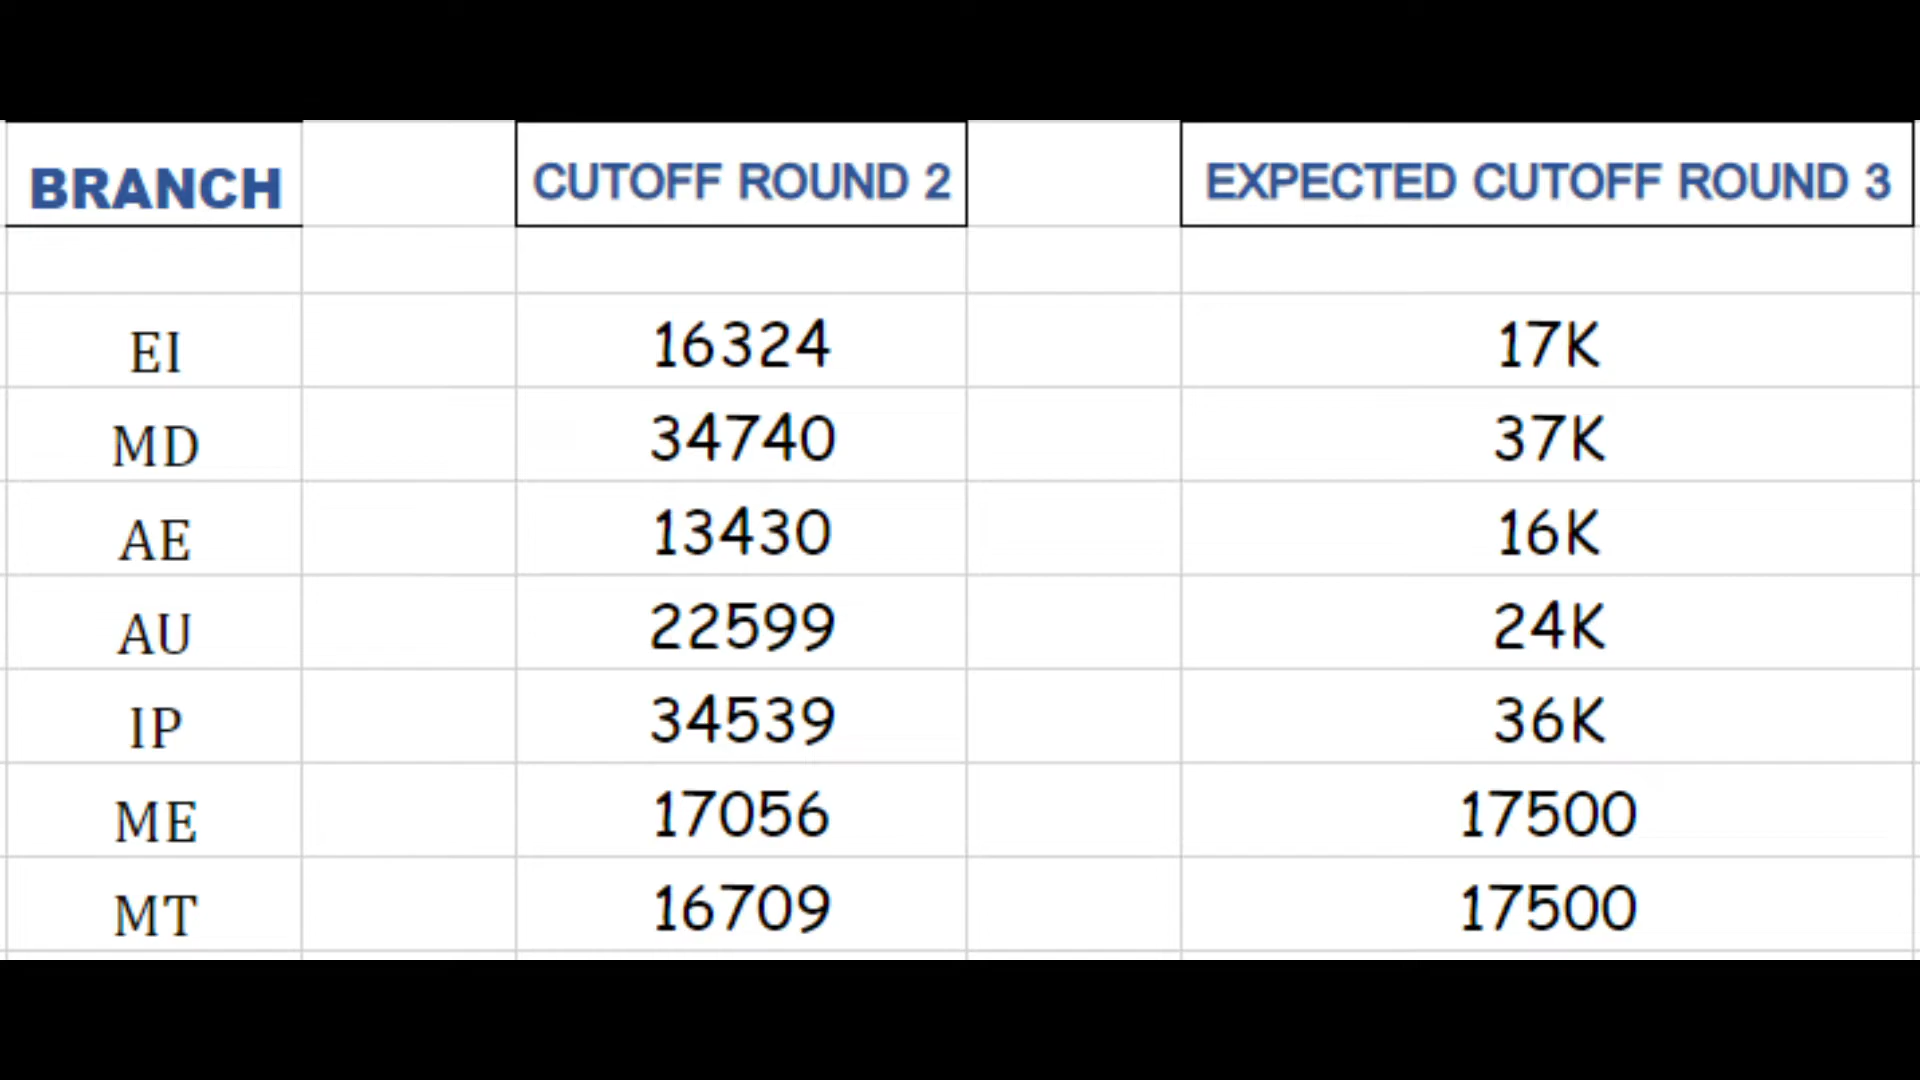 BRANCH CUTOFF ROUND 2 EXPECTED CUTOFF ROUND 3
EI 16324 17K
MD 34740 37K
AE 13430 16K
AU 22599 24K
IP 34539 36K
ME 17056 17500
MT 16709 17500